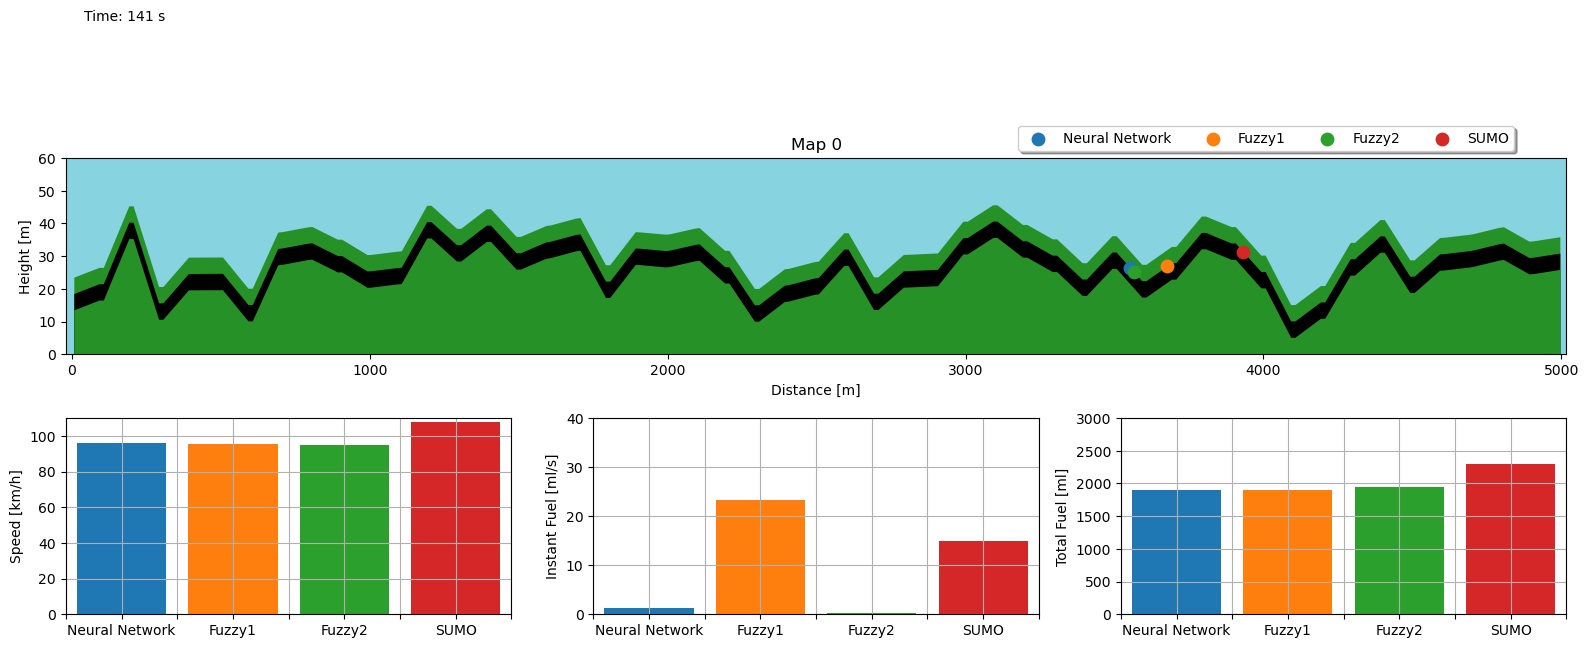 Time: 141 s
Neural Network Fuzzy1 Fuzzy2 SUMO
Map 0
Height [m]
60
50
40
30
20
10
0
0 1000 2000 3000 4000 5000
Distance [m]
Speed [km/h]
100
80
60
40
20
0
Neural Network Fuzzy1 Fuzzy2 SUMO
Instant Fuel [ml/s]
40
30
20
10
0
Neural Network Fuzzy1 Fuzzy2 SUMO
Total Fuel [ml]
3000
2500
2000
1500
1000
500
0
Neural Network Fuzzy1 Fuzzy2 SUMO